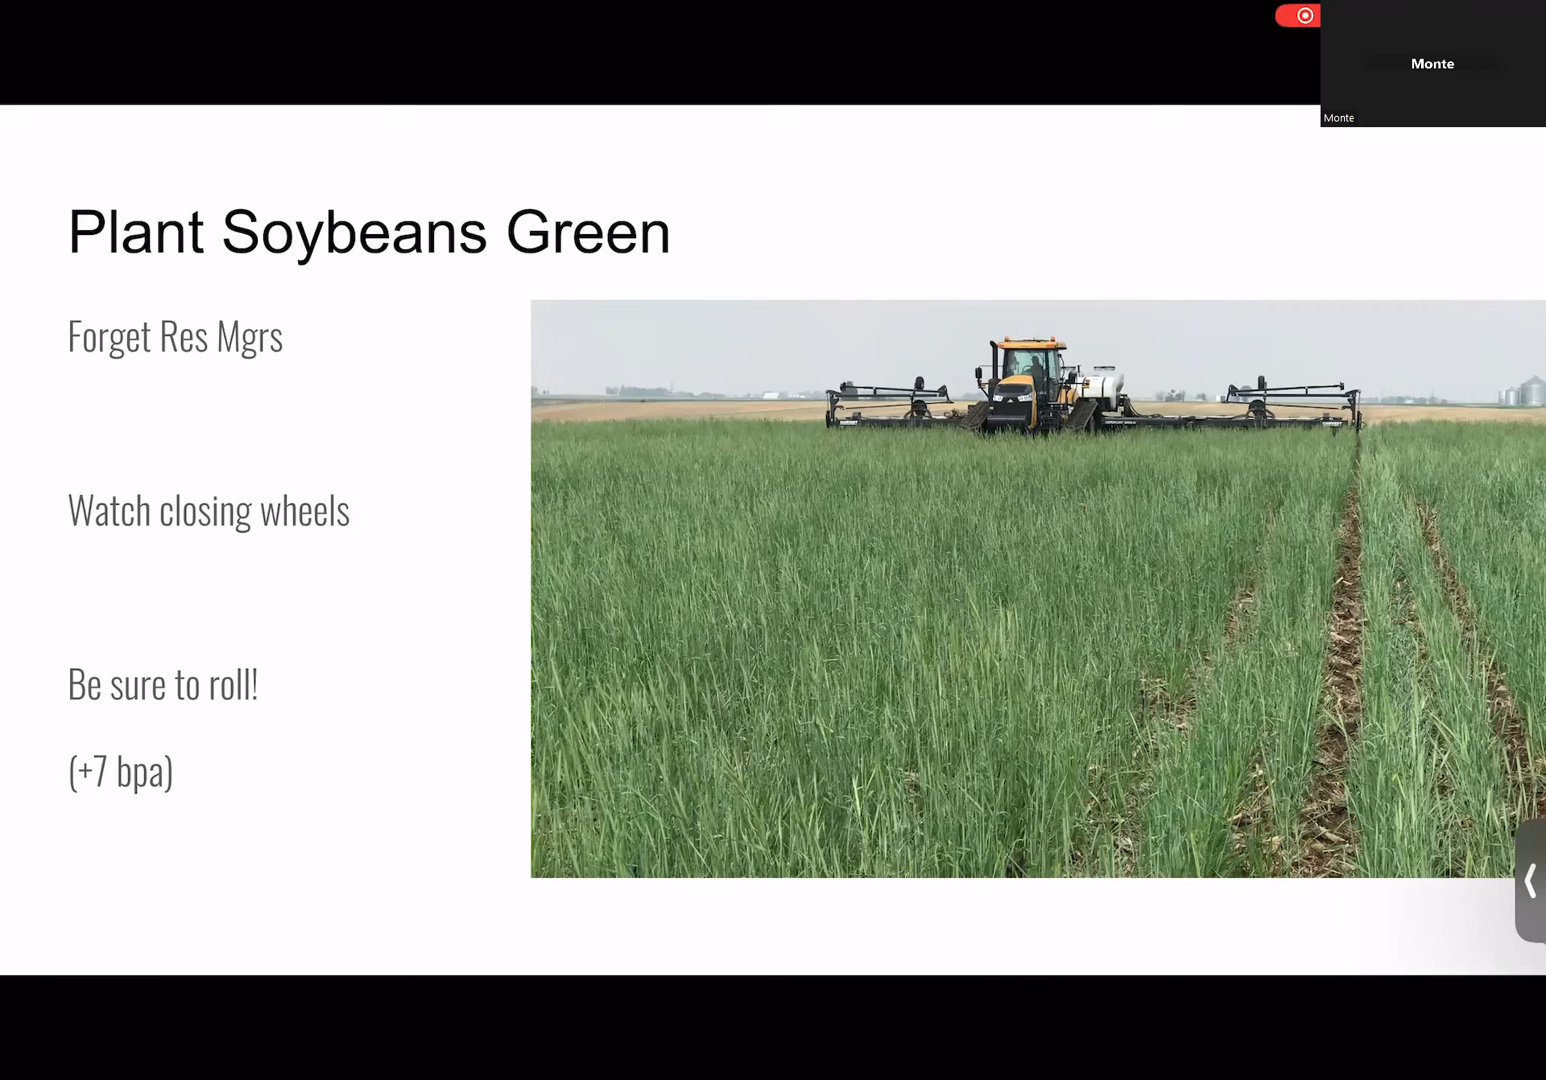 Monte
Monte
Plant Soybeans Green
Forget Res Mgrs
Watch closing wheels
Be sure to roll!
(+7 bpa)